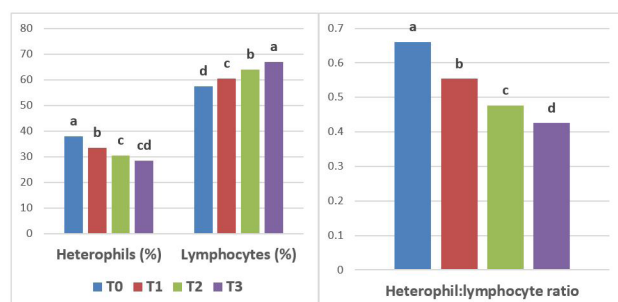 80
70
60
50
40
30
20
10
0
a
b
c
cd
d
c
b
a
Heterophils (%) Lymphocytes (%)
T0 T1 T2 T3
0.7
0.6
0.5
0.4
0.3
0.2
0.1
0
a
b
c
d
Heterophil:lymphocyte ratio